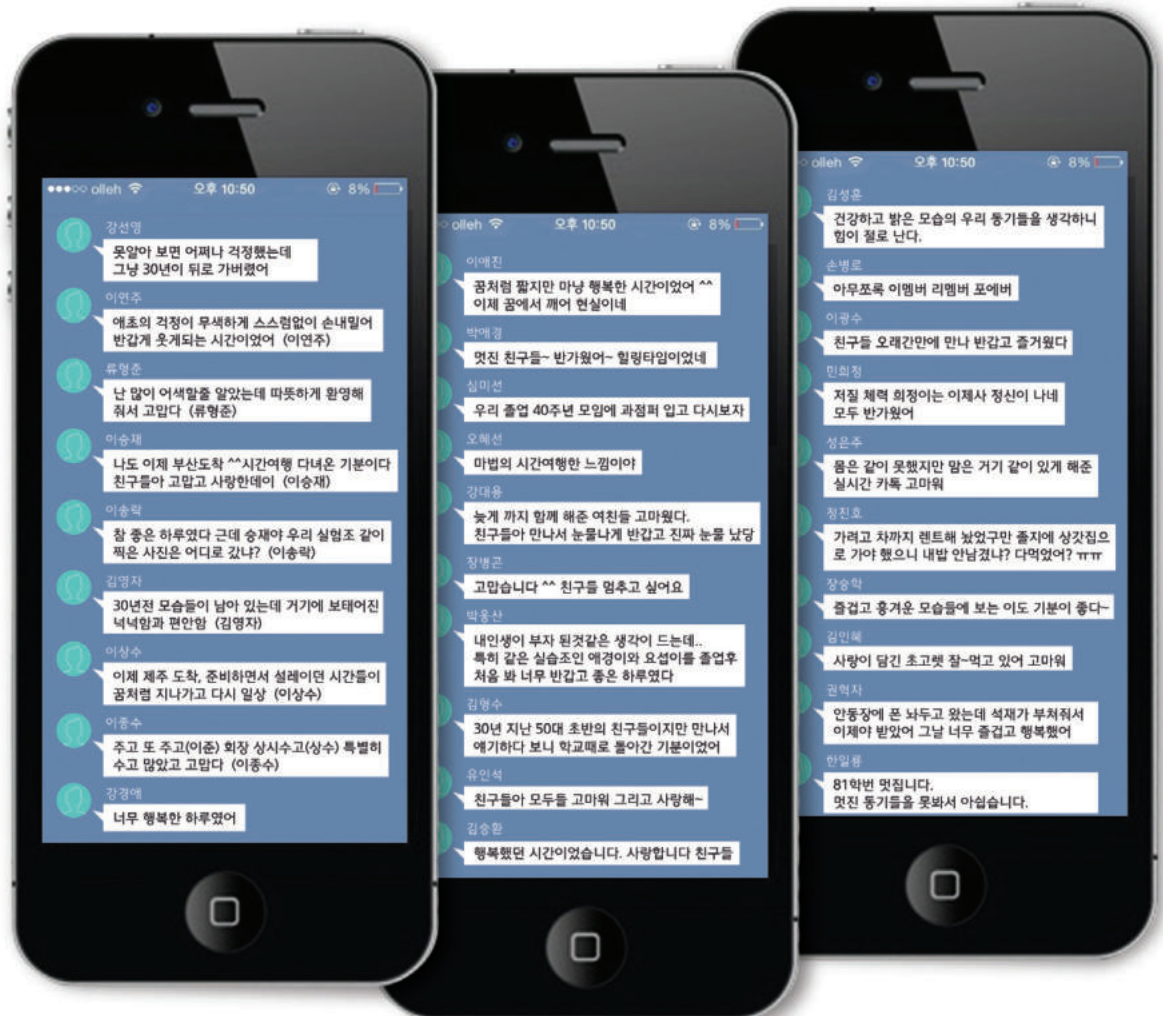 ●●●○○ olleh 오후 10:50 8%
강선영
못알아 보면 어쩌나 걱정했는데
그냥 30년이 뒤로 가버렸어
이연주
애초의 걱정이 무색하게 스스럼없이 손내밀어
반갑게 웃게되는 시간이었어 (이연주)
류형준
난 많이 어색할줄 알았는데 따뜻하게 환영해
줘서 고맙다 (류형준)
이승재
나도 이제 부산도착 ^^시간여행 다녀온 기분이다
친구들아 고맙고 사랑한데이 (이승재)
이송락
참 좋은 하루였다 근데 승재야 우리 실험조 같이
찍은 사진은 어디로 갔냐? (이송락)
김영자
30년전 모습들이 남아 있는데 거기에 보태어진
넉넉함과 편안함 (김영자)
이상수
이제 제주 도착, 준비하면서 설레이던 시간들이
꿈처럼 지나가고 다시 일상 (이상수)
이종수
주고 또 주고(이준) 회장 상시수고(상수) 특별히
수고 많았고 고맙다 (이종수)
강경애
너무 행복한 하루였어
olleh 오후 10:50 8%
이애진
꿈처럼 짧지만 마냥 행복한 시간이었어 ^^
이제 꿈에서 깨어 현실이네
박애경
멋진 친구들~ 반가웠어~ 힐링타임이었네
심미선
우리 졸업 40주년 모임에 과점퍼 입고 다시보자
오혜선
마법의 시간여행한 느낌이야
강대용
늦게 까지 함께 해준 여친들 고마웠다.
친구들아 만나서 눈물나게 반갑고 진짜 눈물 났당
장병곤
고맙습니다 ^^ 친구들 멈추고 싶어요
박웅산
내인생이 부자 된것같은 생각이 드는데..
특히 같은 실습조인 애경이와 요섭이를 졸업후
처음 봐 너무 반갑고 좋은 하루였다
김형수
30년 지난 50대 초반의 친구들이지만 만나서
얘기하다 보니 학교때로 돌아간 기분이었어
유인석
친구들아 모두들 고마워 그리고 사랑해~
김승환
행복했던 시간이었습니다. 사랑합니다 친구들
olleh 오후 10:50 8%
김성훈
건강하고 밝은 모습의 우리 동기들을 생각하니
힘이 절로 난다.
손병로
아무쪼록 이멤버 리멤버 포에버
이광수
친구들 오래간만에 만나 반갑고 즐거웠다
민희정
저질 체력 희정이는 이제사 정신이 나네
모두 반가웠어
성은주
몸은 같이 못했지만 맘은 거기 같이 있게 해준
실시간 카톡 고마워
정진호
가려고 차까지 렌트해 놨었구만 졸지에 상갓집으
로 가야 했으니 내밥 안남겼냐? 다먹었어? ㅠㅠ
장승학
즐겁고 흥겨운 모습들에 보는 이도 기분이 좋다~
김인혜
사랑이 담긴 초고렛 잘~먹고 있어 고마워
권혁자
안동장에 폰 놔두고 왔는데 석재가 부쳐줘서
이제야 받았어 그날 너무 즐겁고 행복했어
한일룡
81학번 멋집니다.
멋진 동기들을 못봐서 아쉽습니다.